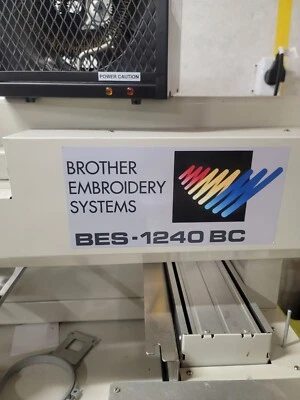 POWER CAUTION
BROTHER
EMBROIDERY
SYSTEMS
BES-1240 BC